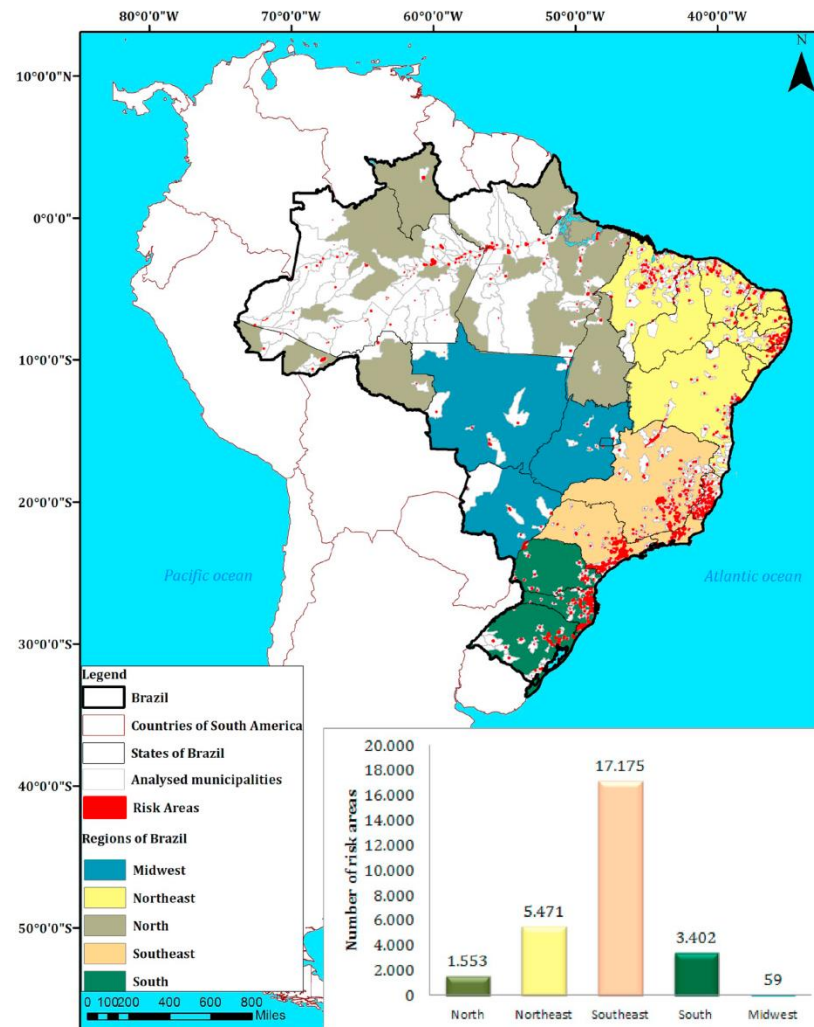 80°0'0"W 70°0'0"W 60°0'0"W 50°0'0"W 40°0'0"W
N
10°0'0"N
0°0'0"
10°0'0"S
20°0'0"S
Pacific ocean
Atlantic ocean
30°0'0"S
Legend
Brazil
Countries of South America
States of Brazil
Analysed municipalities
40°0'0"S
Risk Areas
Regions of Brazil
Midwest
Northeast
North
50°0'0"S
Southeast
South
0 100200 400 600 800
Miles
Number of risk areas
20.000
18.000
16.000
14.000
12.000
10.000
8.000
6.000
4.000
2.000
0
1.553
5.471
17.175
3.402
59
North Northeast Southeast South Midwest